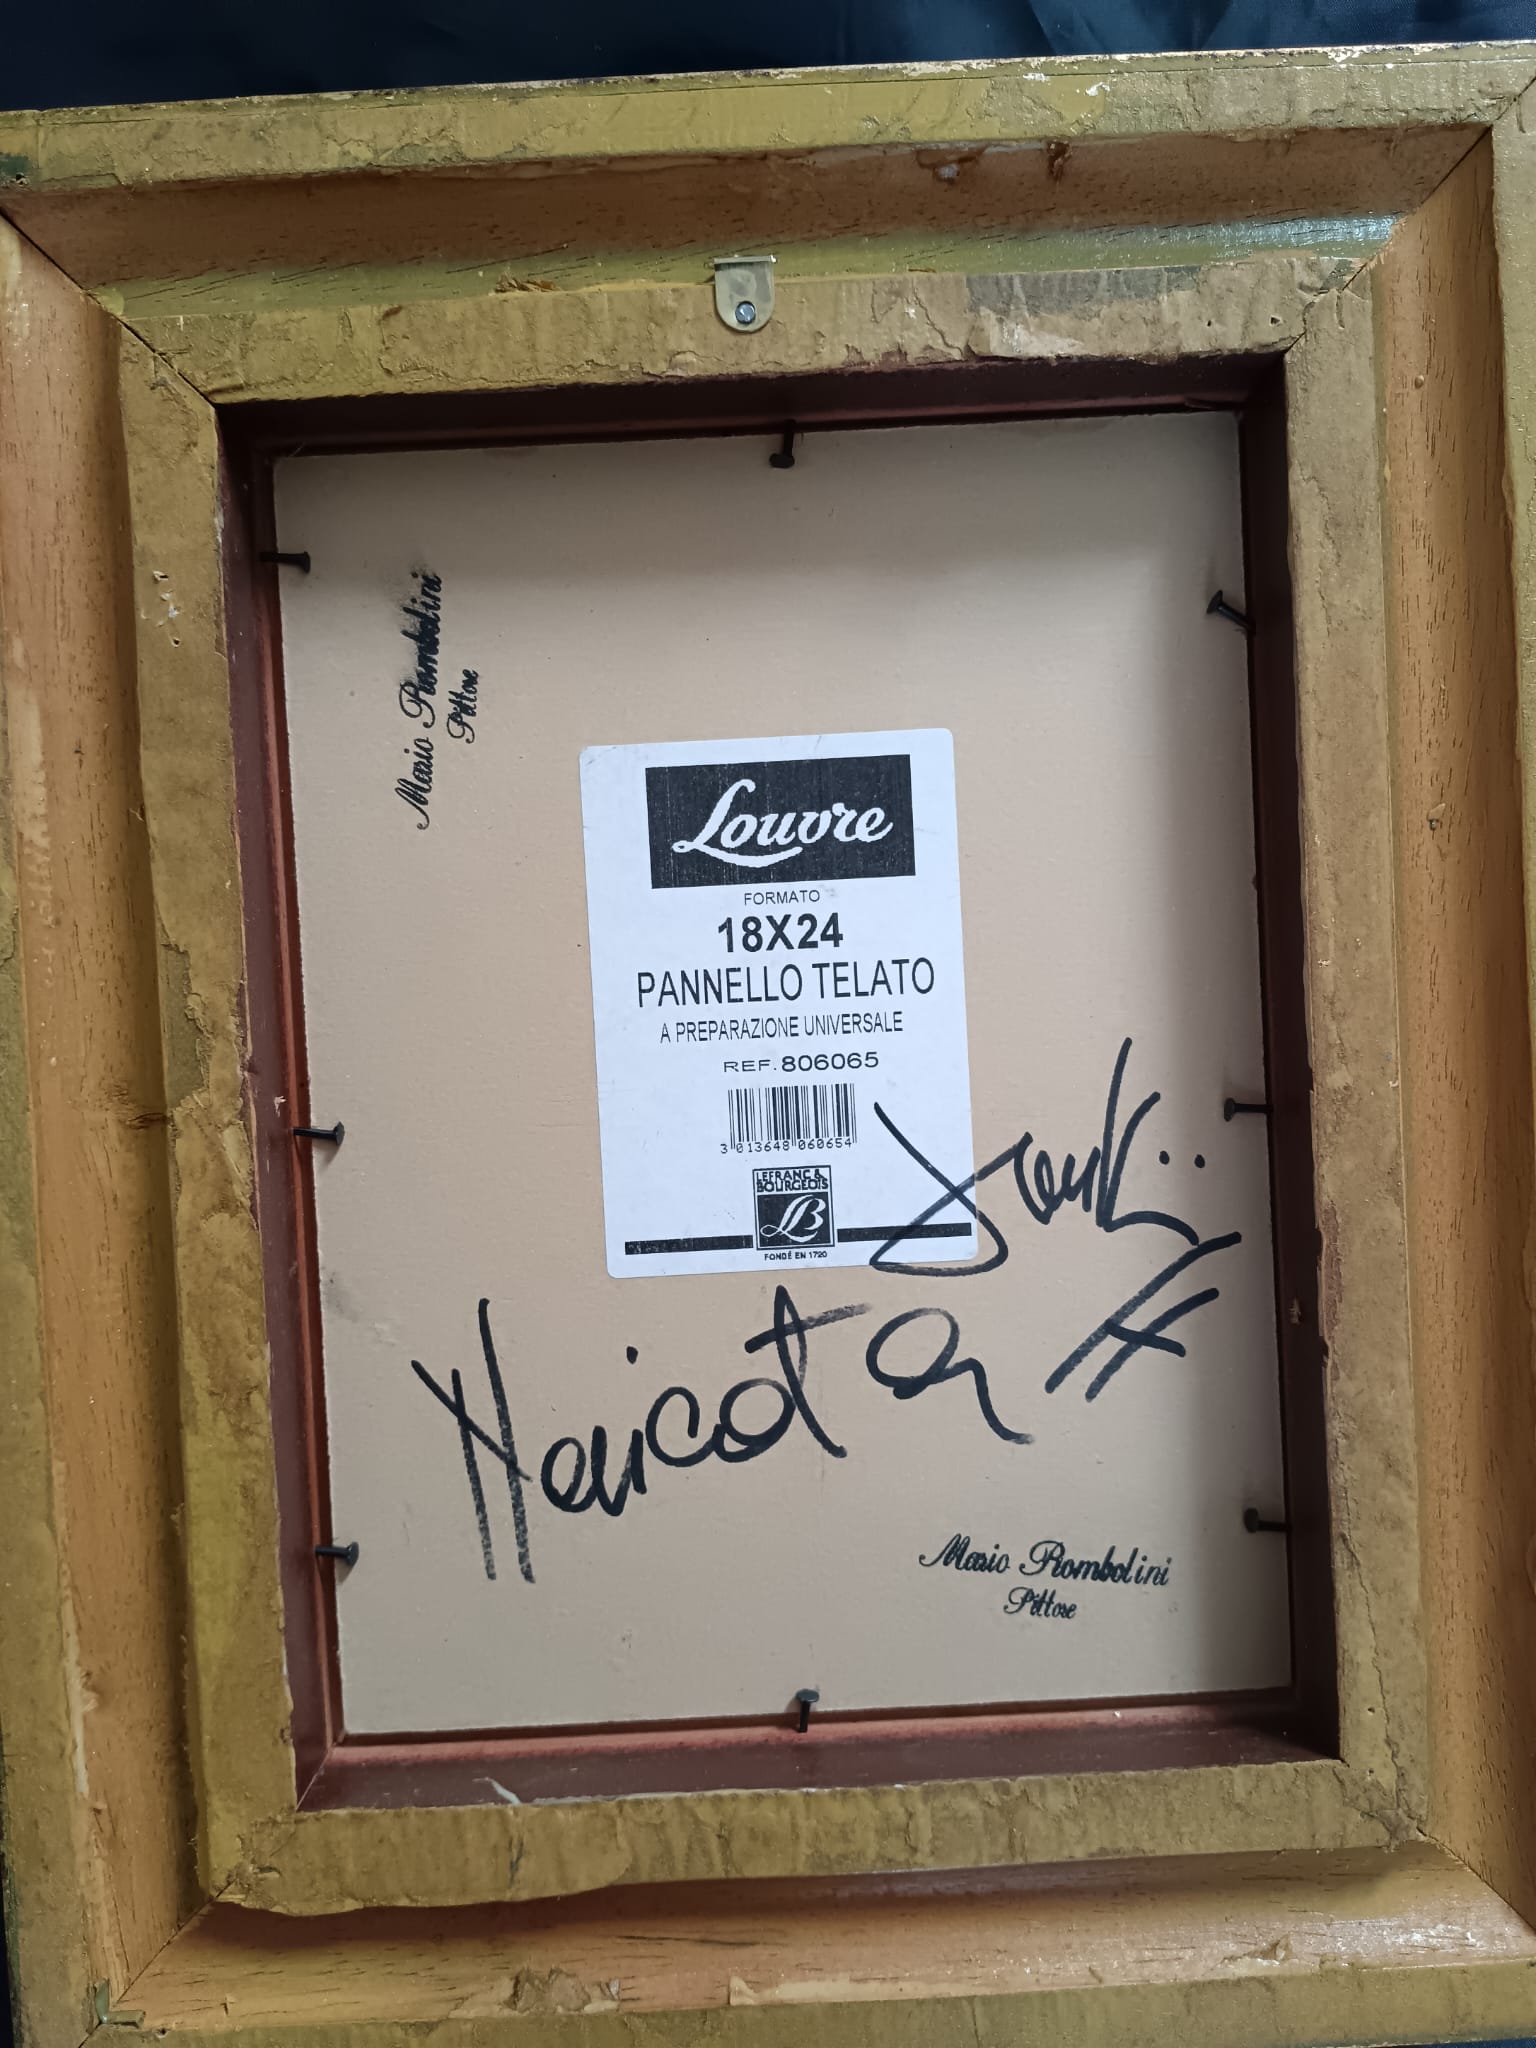 Mario Rombolini
Pittore
Louvre
FORMATO
18X24
PANNELLO TELATO
A PREPARAZIONE UNIVERSALE
REF. 806065
3 013648 060654
LEFRANC &
BOURGEOIS
LB
FONDÉ EN 1720
Mario Rombolini
Pittore